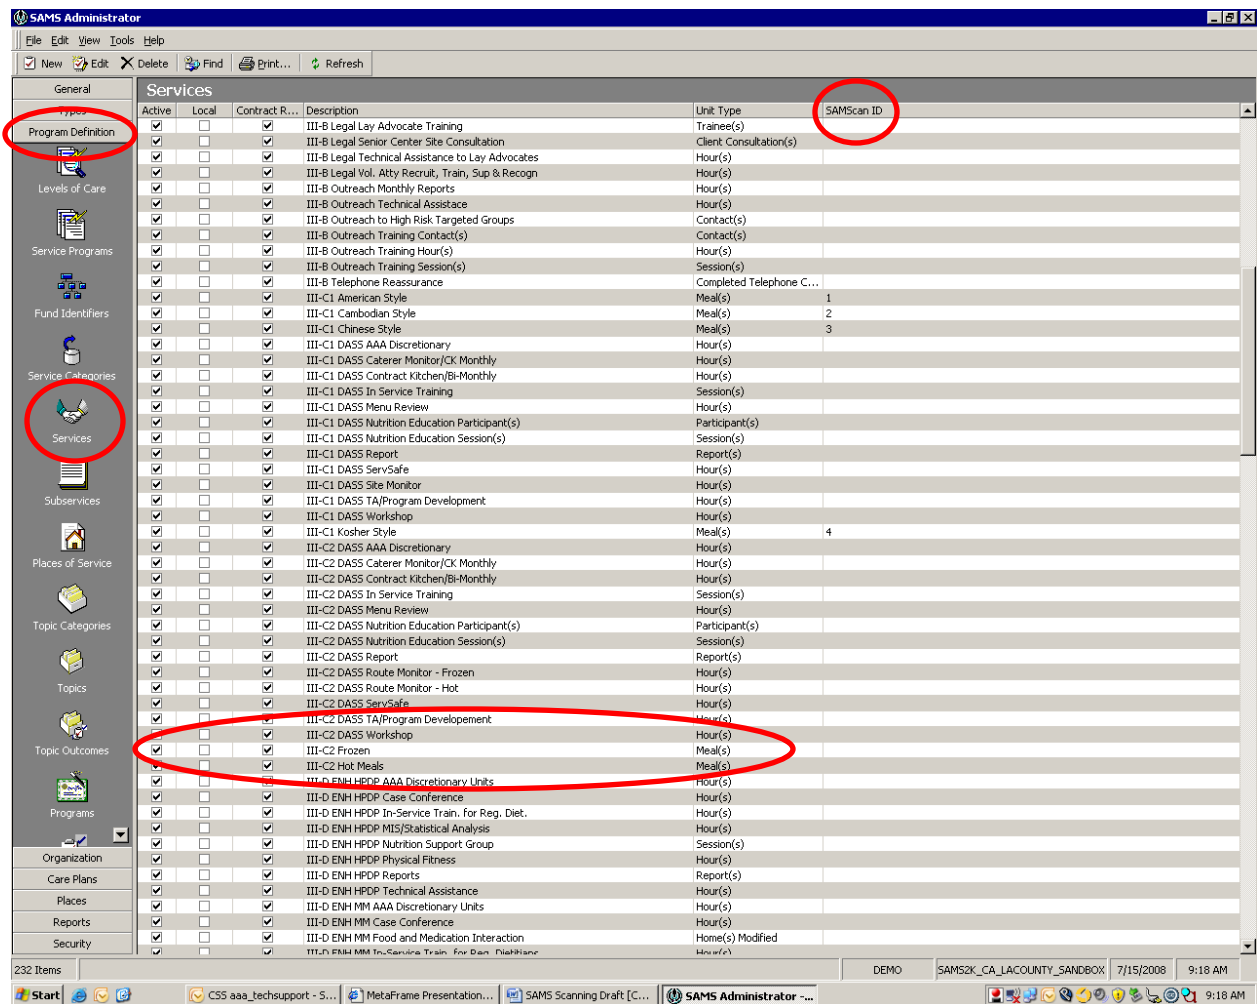 SAMS Administrator
File Edit View Tools Help
New Edit Delete Find Print... Refresh
General
Types
Program Definition
Levels of Care
Service Programs
Fund Identifiers
Service Categories
Services
Subservices
Places of Service
Topic Categories
Topics
Topic Outcomes
Programs
Organization
Care Plans
Places
Reports
Security
Services
Active Local Contract R... Description Unit Type SAMScan ID
III-B Legal Lay Advocate Training Trainee(s)
III-B Legal Senior Center Site Consultation Client Consultation(s)
III-B Legal Technical Assistance to Lay Advocates Hour(s)
III-B Legal Vol. Atty Recruit, Train, Sup & Recogn Hour(s)
III-B Outreach Monthly Reports Hour(s)
III-B Outreach Technical Assistace Hour(s)
III-B Outreach to High Risk Targeted Groups Contact(s)
III-B Outreach Training Contact(s) Contact(s)
III-B Outreach Training Hour(s) Hour(s)
III-B Outreach Training Session(s) Session(s)
III-B Telephone Reassurance Completed Telephone C...
III-C1 American Style Meal(s) 1
III-C1 Cambodian Style Meal(s) 2
III-C1 Chinese Style Meal(s) 3
III-C1 DASS AAA Discretionary Hour(s)
III-C1 DASS Caterer Monitor/CK Monthly Hour(s)
III-C1 DASS Contract Kitchen/Bi-Monthly Hour(s)
III-C1 DASS In Service Training Session(s)
III-C1 DASS Menu Review Hour(s)
III-C1 DASS Nutrition Education Participant(s) Participant(s)
III-C1 DASS Nutrition Education Session(s) Session(s)
III-C1 DASS Report Report(s)
III-C1 DASS ServSafe Hour(s)
III-C1 DASS Site Monitor Hour(s)
III-C1 DASS TA/Program Development Hour(s)
III-C1 DASS Workshop Hour(s)
III-C1 Kosher Style Meal(s) 4
III-C2 DASS AAA Discretionary Hour(s)
III-C2 DASS Caterer Monitor/CK Monthly Hour(s)
III-C2 DASS Contract Kitchen/Bi-Monthly Hour(s)
III-C2 DASS In Service Training Session(s)
III-C2 DASS Menu Review Hour(s)
III-C2 DASS Nutrition Education Participant(s) Participant(s)
III-C2 DASS Nutrition Education Session(s) Session(s)
III-C2 DASS Report Report(s)
III-C2 DASS Route Monitor - Frozen Hour(s)
III-C2 DASS Route Monitor - Hot Hour(s)
III-C2 DASS ServSafe Hour(s)
III-C2 DASS TA/Program Developement Hour(s)
III-C2 DASS Workshop Hour(s)
III-C2 Frozen Meal(s)
III-C2 Hot Meals Meal(s)
III-D ENH HPDP AAA Discretionary Units Hour(s)
III-D ENH HPDP Case Conference Hour(s)
III-D ENH HPDP In-Service Train. for Reg. Diet. Hour(s)
III-D ENH HPDP MIS/Statistical Analysis Hour(s)
III-D ENH HPDP Nutrition Support Group Session(s)
III-D ENH HPDP Physical Fitness Hour(s)
III-D ENH HPDP Reports Report(s)
III-D ENH HPDP Technical Assistance Hour(s)
III-D ENH MM AAA Discretionary Units Hour(s)
III-D ENH MM Case Conference Hour(s)
III-D ENH MM Food and Medication Interaction Home(s) Modified
III-D ENH MM In-Service Train. for Reg. Dietitians Hour(s)
232 Items DEMO SAMS2K_CA_LACOUNTY_SANDBOX 7/15/2008 9:18 AM
Start CSS aaa_techsupport - S... MetaFrame Presentation... SAMS Scanning Draft [C... SAMS Administrator -... 9:18 AM